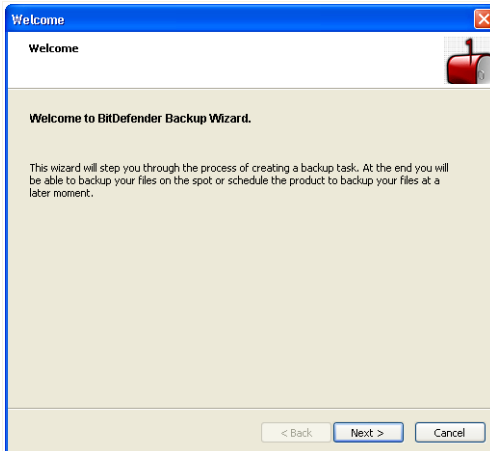 Welcome
Welcome
Welcome to BitDefender Backup Wizard.
This wizard will step you through the process of creating a backup task. At the end you will
be able to backup your files on the spot or schedule the product to backup your files at a
later moment.
< Back Next > Cancel